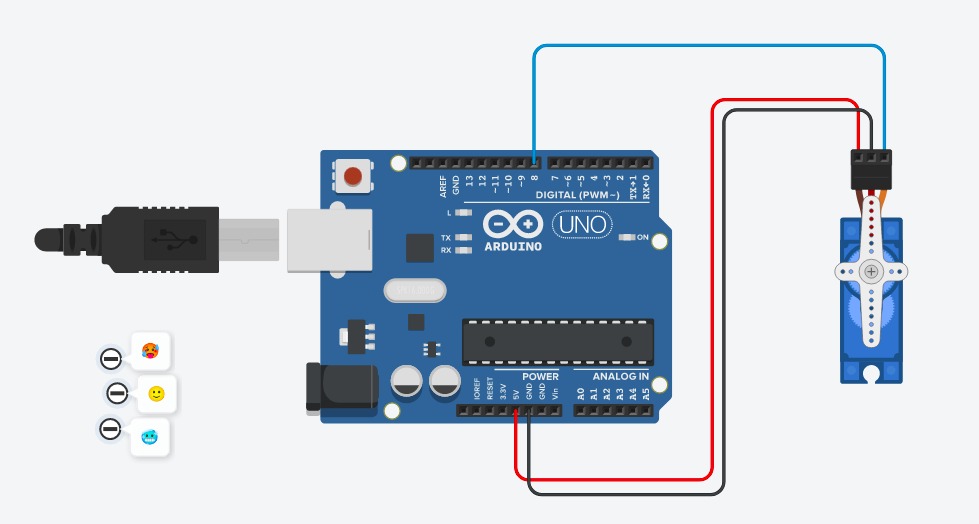 AREF
GND
13
12
~11
~10
~9
8
7
~6
~5
4
~3
2
TX→1
RX←0
DIGITAL (PWM~)
L
TX
RX
ARDUINO
UNO
ON
POWER
ANALOG IN
IOREF
RESET
3.3V
5V
GND
GND
Vin
A0
A1
A2
A3
A4
A5